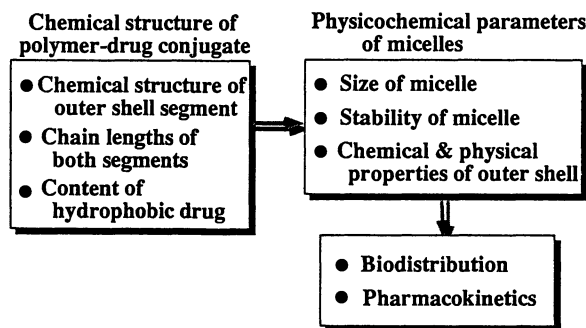 Chemical structure of
polymer-drug conjugate
● Chemical structure of
outer shell segment
● Chain lengths of
both segments
● Content of
hydrophobic drug
Physicochemical parameters
of micelles
● Size of micelle
● Stability of micelle
● Chemical & physical
properties of outer shell
● Biodistribution
● Pharmacokinetics